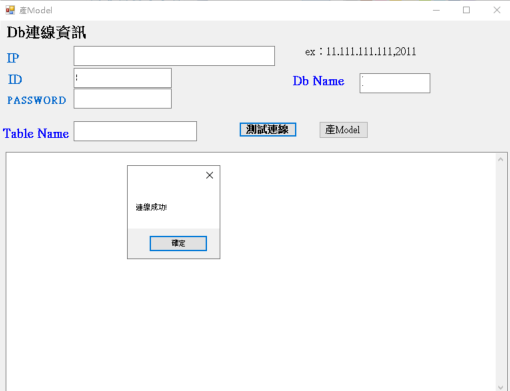 產Model
Db連線資訊
IP
ex：11.111.111.111,2011
ID
Db Name
PASSWORD
Table Name
測試連線
產Model
連線成功!
確定